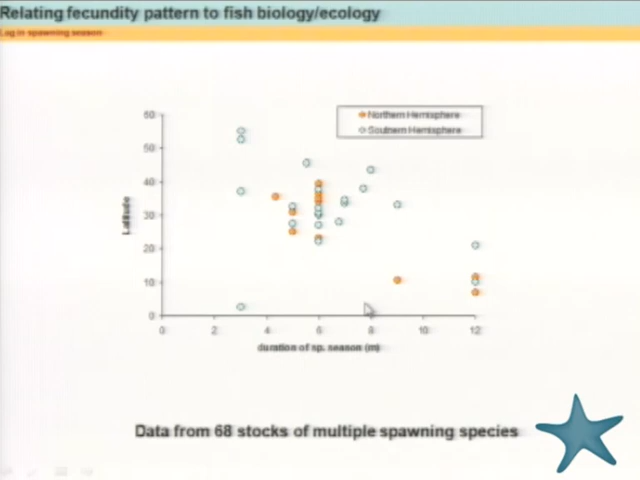 Relating fecundity pattern to fish biology/ecology
Lag in spawning season
Northern Hemisphere
Southern Hemisphere
60
50
40
30
20
10
0
Latitude
0 2 4 6 8 10 12
duration of sp. season (m)
Data from 68 stocks of multiple spawning species